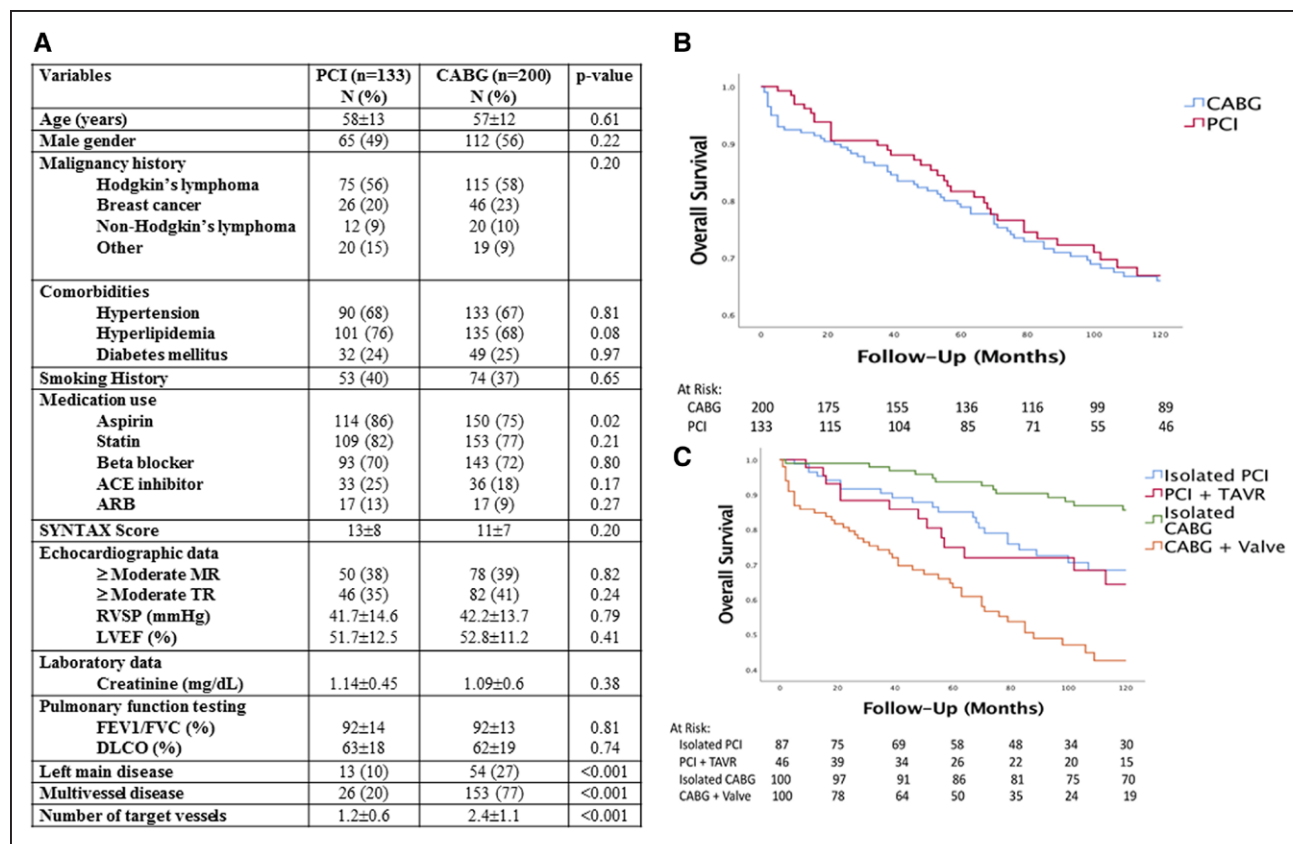 A
Variables PCI (n=133) CABG (n=200) p-value
N (%) N (%)
Age (years) 58±13 57±12 0.61
Male gender 65 (49) 112 (56) 0.22
Malignancy history 0.20
Hodgkin's lymphoma 75 (56) 115 (58)
Breast cancer 26 (20) 46 (23)
Non-Hodgkin's lymphoma 12 (9) 20 (10)
Other 20 (15) 19 (9)
Comorbidities
Hypertension 90 (68) 133 (67) 0.81
Hyperlipidemia 101 (76) 135 (68) 0.08
Diabetes mellitus 32 (24) 49 (25) 0.97
Smoking History 53 (40) 74 (37) 0.65
Medication use
Aspirin 114 (86) 150 (75) 0.02
Statin 109 (82) 153 (77) 0.21
Beta blocker 93 (70) 143 (72) 0.80
ACE inhibitor 33 (25) 36 (18) 0.17
ARB 17 (13) 17 (9) 0.27
SYNTAX Score 13±8 11±7 0.20
Echocardiographic data
≥ Moderate MR 50 (38) 78 (39) 0.82
≥ Moderate TR 46 (35) 82 (41) 0.24
RVSP (mmHg) 41.7±14.6 42.2±13.7 0.79
LVEF (%) 51.7±12.5 52.8±11.2 0.41
Laboratory data
Creatinine (mg/dL) 1.14±0.45 1.09±0.6 0.38
Pulmonary function testing
FEV1/FVC (%) 92±14 92±13 0.81
DLCO (%) 63±18 62±19 0.74
Left main disease 13 (10) 54 (27) <0.001
Multivessel disease 26 (20) 153 (77) <0.001
Number of target vessels 1.2±0.6 2.4±1.1 <0.001
B
Overall Survival
1.0
0.9
0.8
0.7
0.6
0 20 40 60 80 100 120
Follow-Up (Months)
CABG
PCI
At Risk:
CABG 200 175 155 136 116 99 89
PCI 133 115 104 85 71 55 46
C
Overall Survival
1.0
0.9
0.8
0.7
0.6
0.5
0.4
0 20 40 60 80 100 120
Follow-Up (Months)
Isolated PCI
PCI + TAVR
Isolated
CABG
CABG + Valve
At Risk:
Isolated PCI 87 75 69 58 48 34 30
PCI + TAVR 46 39 34 26 22 20 15
Isolated CABG 100 97 91 86 81 75 70
CABG + Valve 100 78 64 50 35 24 19